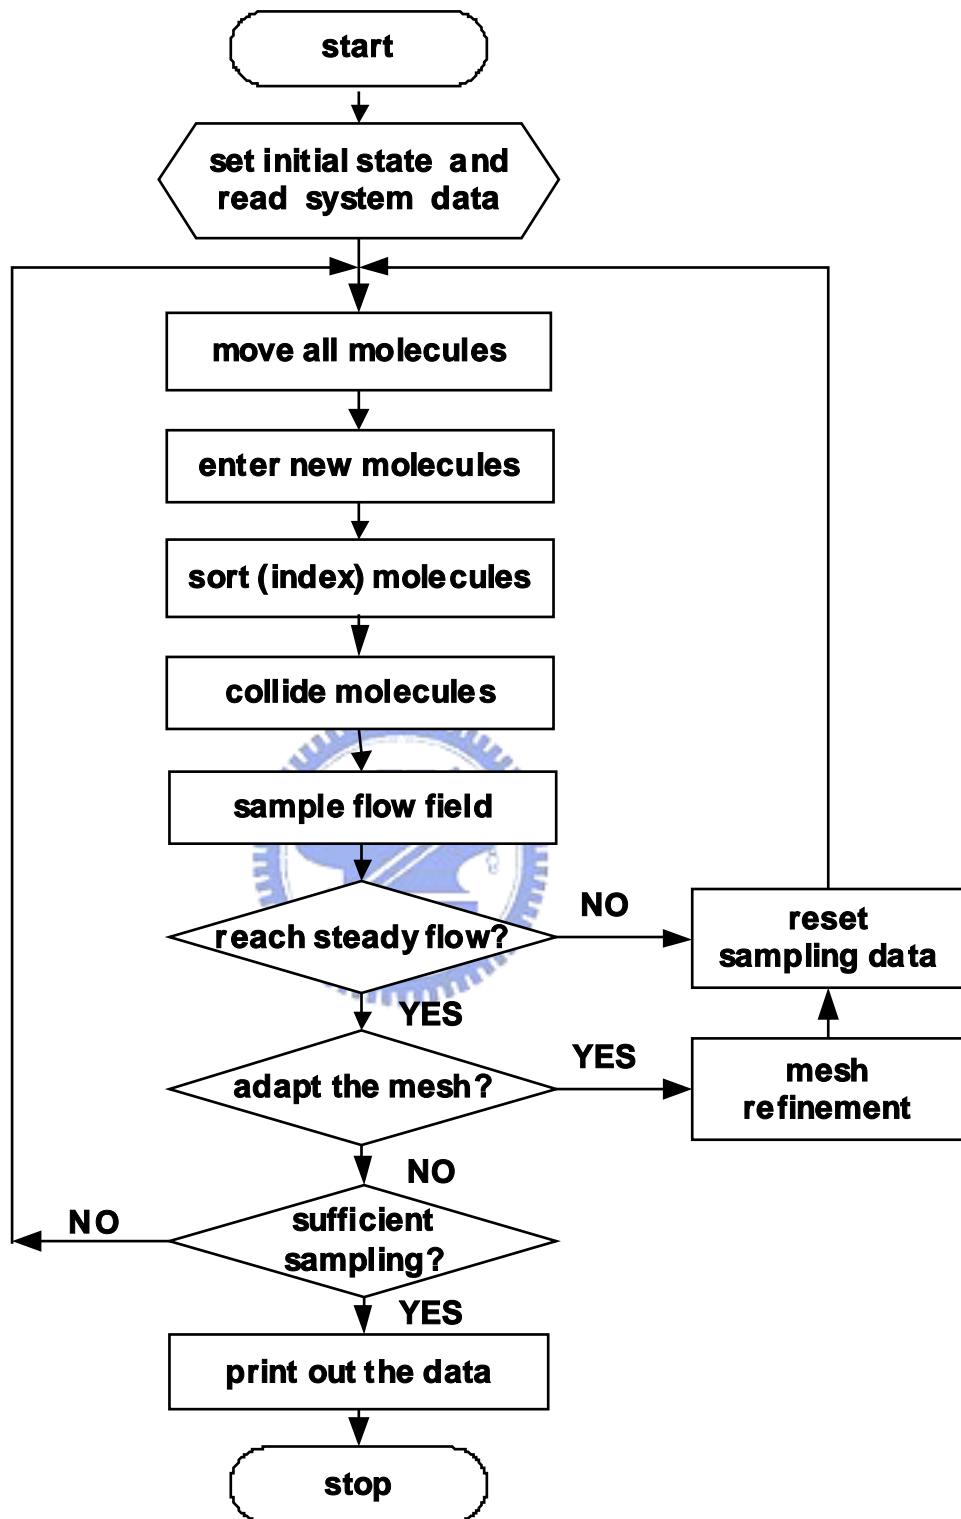 start
set initial state and
read system data
move all molecules
enter new molecules
sort (index) molecules
collide molecules
sample flow field
reach steady flow?
NO
reset
sampling data
YES
adapt the mesh?
YES
mesh
refinement
NO
sufficient
sampling?
NO
YES
print out the data
stop